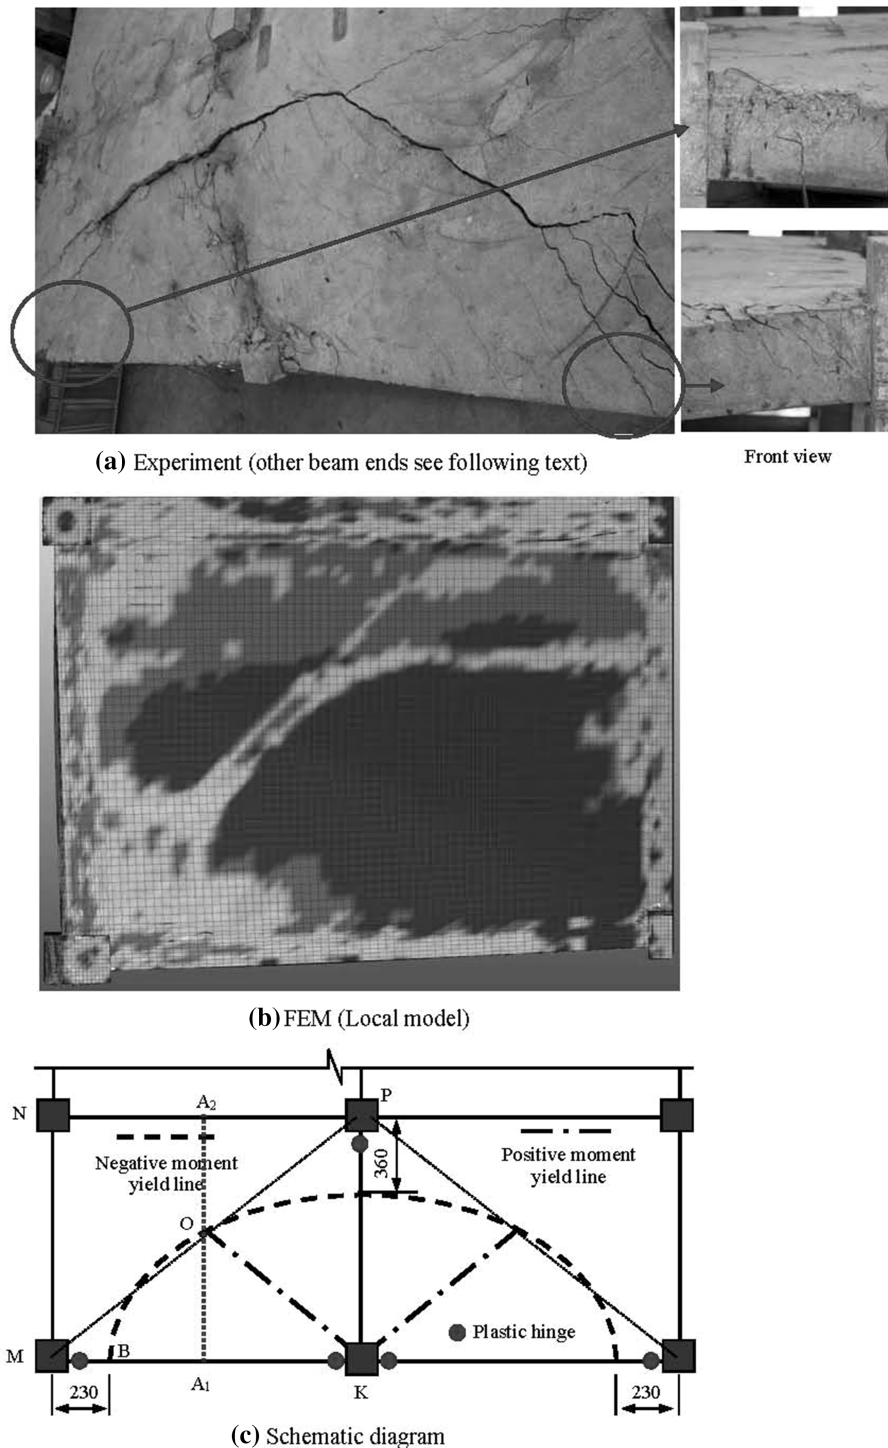 (a) Experiment (other beam ends see following text)
Front view
(b) FEM (Local model)
N
A2
P
Negative moment
yield line
360
Positive moment
yield line
O
Plastic hinge
M
B
A1
K
230
230
(c) Schematic diagram